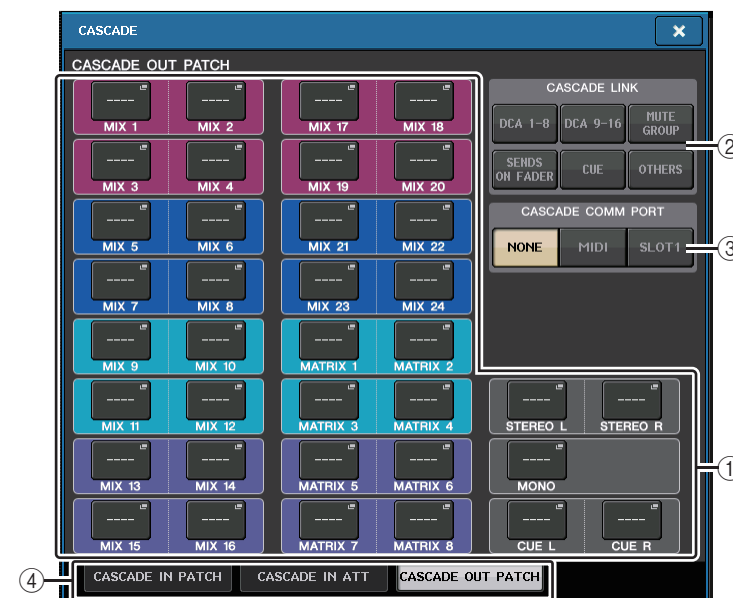 CASCADE
CASCADE OUT PATCH
---- ---- ---- ----
MIX 1 MIX 2 MIX 17 MIX 18
---- ---- ---- ----
MIX 3 MIX 4 MIX 19 MIX 20
---- ---- ---- ----
MIX 5 MIX 6 MIX 21 MIX 22
---- ---- ---- ----
MIX 7 MIX 8 MIX 23 MIX 24
---- ---- ---- ----
MIX 9 MIX 10 MATRIX 1 MATRIX 2
---- ---- ---- ----
MIX 11 MIX 12 MATRIX 3 MATRIX 4
---- ---- ---- ----
MIX 13 MIX 14 MATRIX 5 MATRIX 6
---- ---- ---- ----
MIX 15 MIX 16 MATRIX 7 MATRIX 8
CASCADE LINK
DCA 1-8 DCA 9-16 MUTE GROUP
SENDS ON FADER CUE OTHERS
②
CASCADE COMM PORT
NONE MIDI SLOT1
③
---- ----
STEREO L STEREO R
----
MONO
①
---- ----
CUE L CUE R
④
CASCADE IN PATCH CASCADE IN ATT CASCADE OUT PATCH